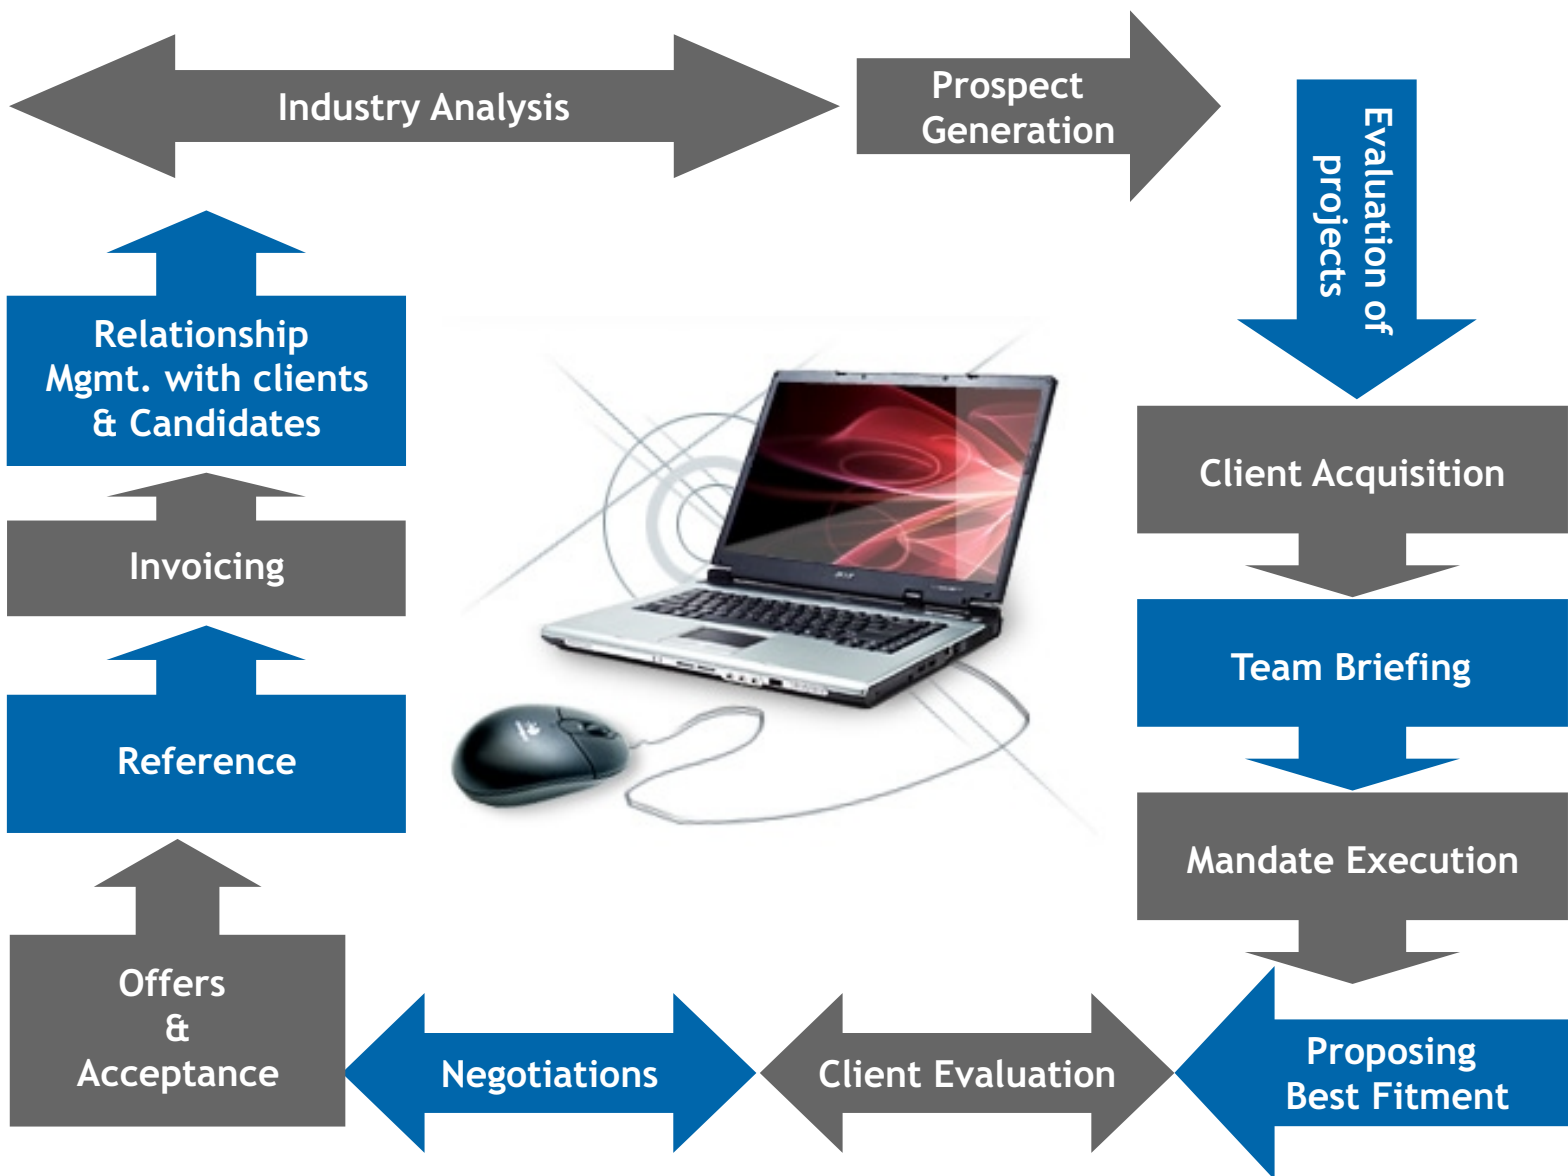 Industry Analysis
Prospect
Generation
Evaluation of
projects
Relationship
Mgmt. with clients
& Candidates
Client Acquisition
Invoicing
Team Briefing
Reference
Mandate Execution
Offers
&
Acceptance
Negotiations
Client Evaluation
Proposing
Best Fitment
acer